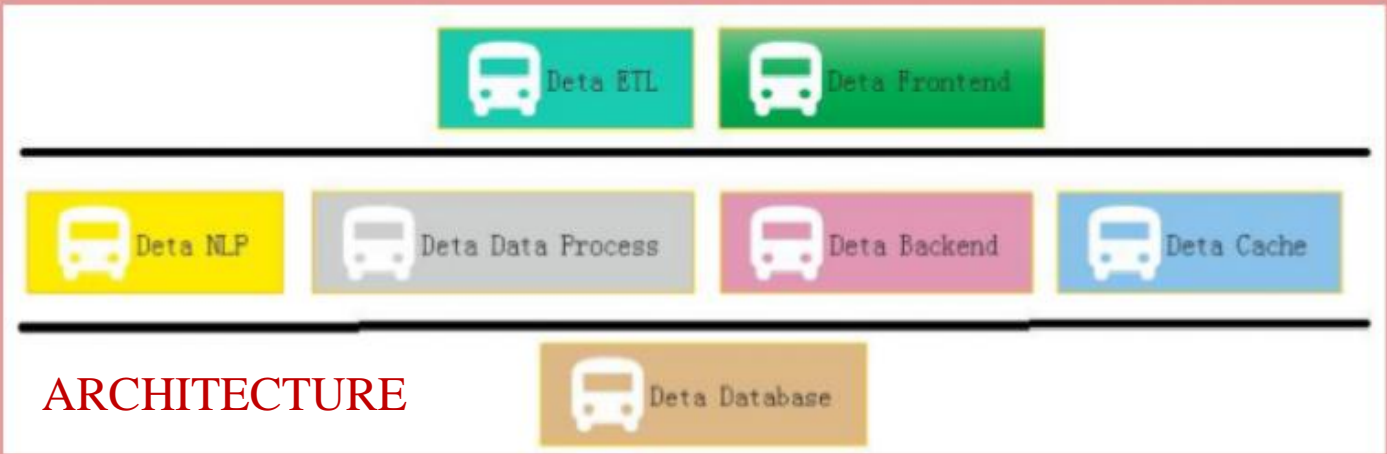 Deta ETL
Deta Frontend
Deta NLP
Deta Data Process
Deta Backend
Deta Cache
ARCHITECTURE
Deta Database